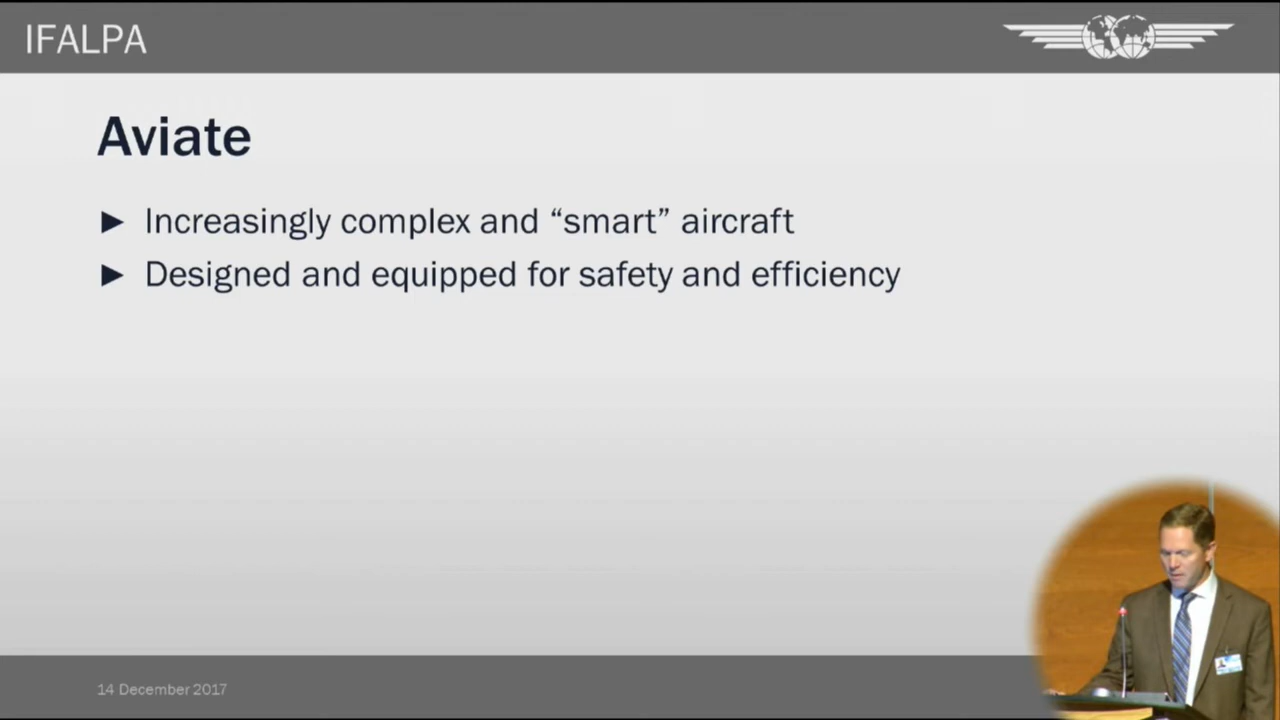 IFALPA
Aviate
► Increasingly complex and “smart” aircraft
► Designed and equipped for safety and efficiency
14 December 2017